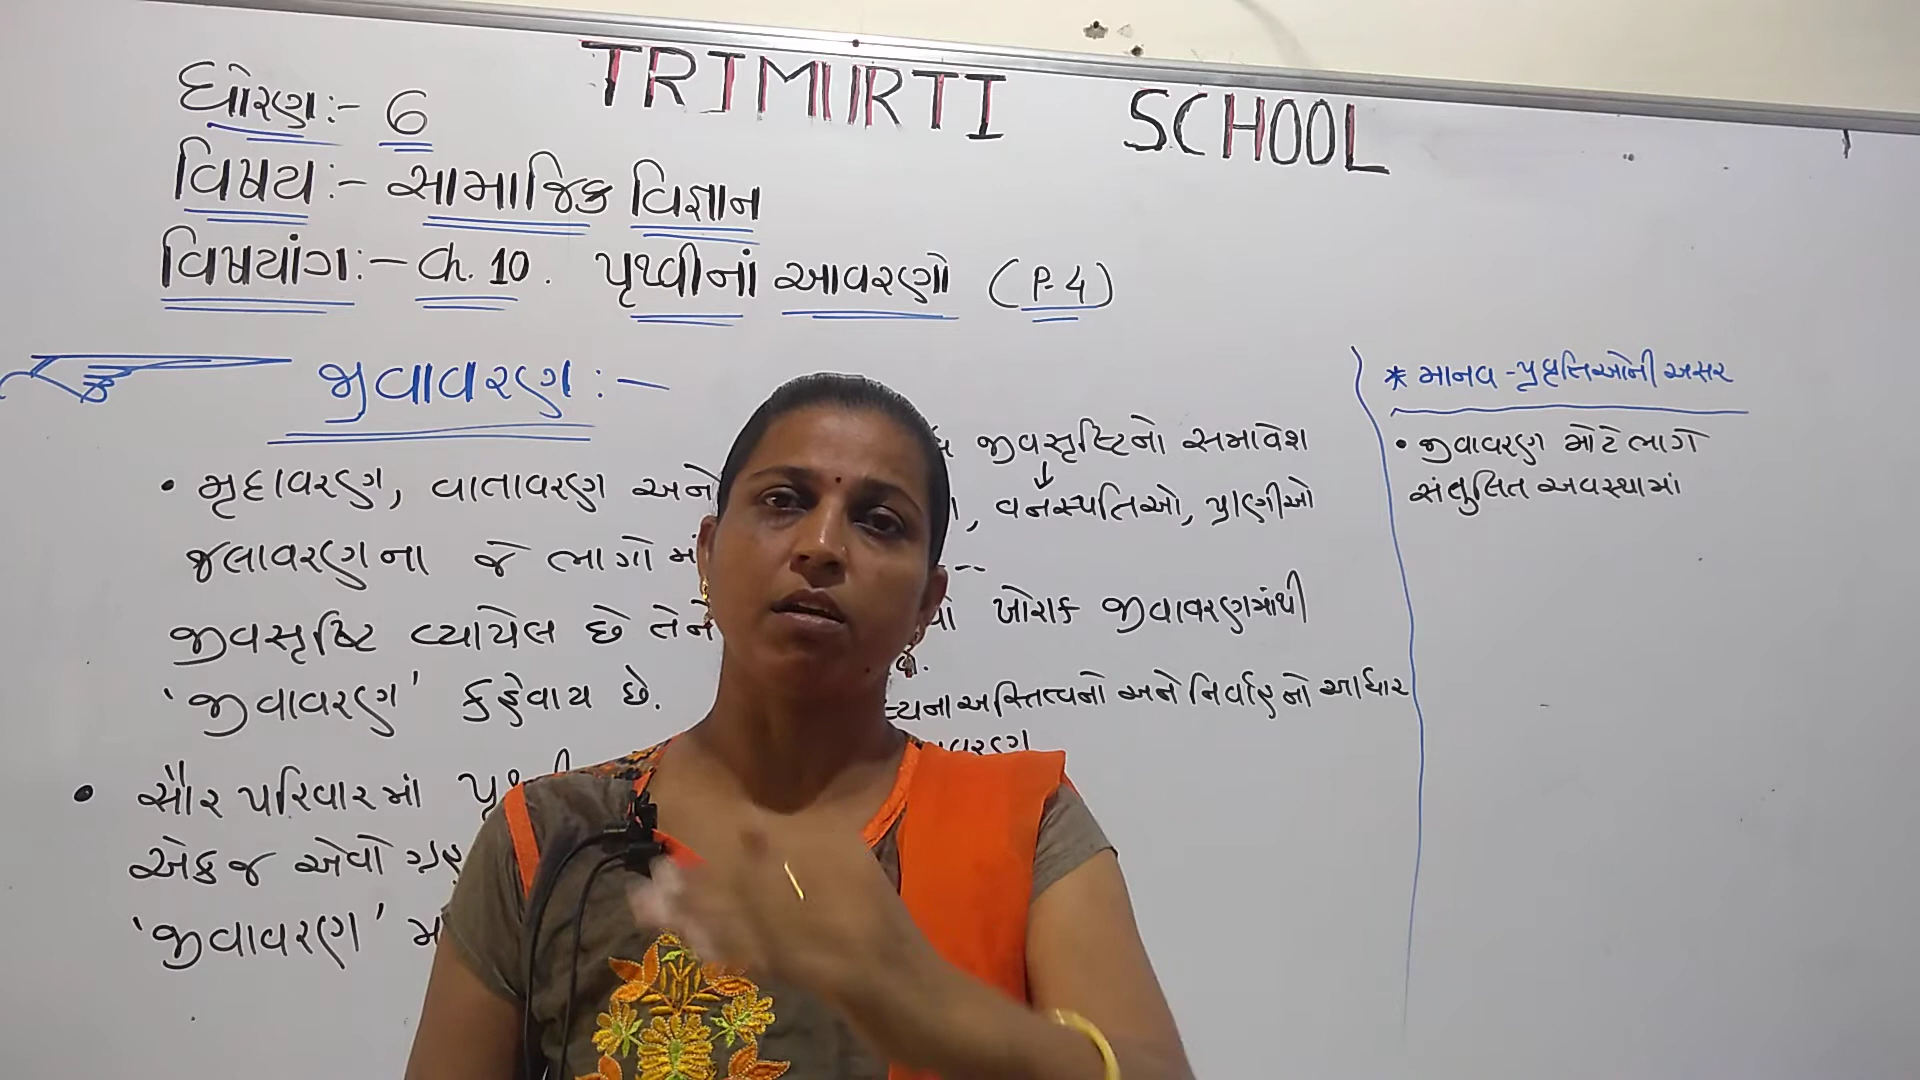 TRIMURTI SCHOOL
ધોરણ:- 6
વિષય:- સામાજિક વિજ્ઞાન
વિષયાંગ:- Ch. 10. પૃથ્વીનાં આવરણો (P-4)
જીવાવરણ:-
• મૃદાવરણ, વાતાવરણ અને
જલાવરણના જે ભાગોમાં
જીવસૃષ્ટિ વ્યાપેલ છે તેને
'જીવાવરણ' કહેવાય છે.
• સૌર પરિવારમાં
એક જ એવો ગ્રહ
'જીવાવરણ'
જીવસૃષ્ટિનો સમાવેશ
↓
, વનસ્પતિઓ, પ્રાણીઓ
--
ખોરાક જીવાવરણમાંથી
અસ્તિત્વનો અને નિર્વાહનો આધાર
* માનવ-પ્રવૃત્તિઓની અસર
• જીવાવરણ મોટેભાગે
સંતુલિત અવસ્થામાં